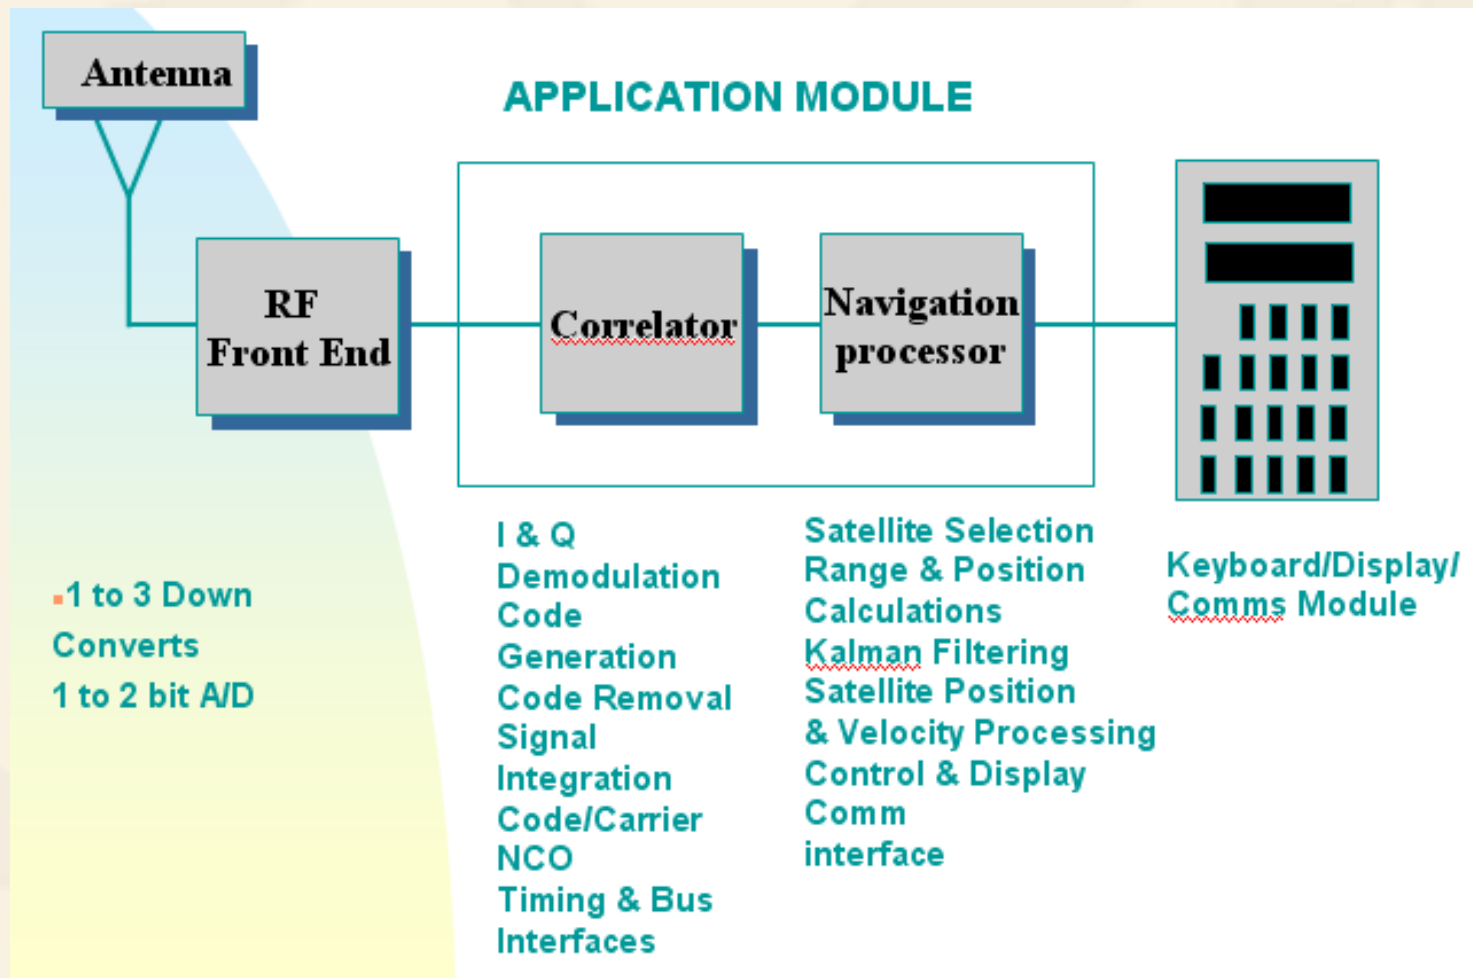 Antenna
APPLICATION MODULE
RF
Front End
Correlator
Navigation
processor
▪1 to 3 Down
Converts
1 to 2 bit A/D
I & Q
Demodulation
Code
Generation
Code Removal
Signal
Integration
Code/Carrier
NCO
Timing & Bus
Interfaces
Satellite Selection
Range & Position
Calculations
Kalman Filtering
Satellite Position
& Velocity Processing
Control & Display
Comm
interface
Keyboard/Display/
Comms Module